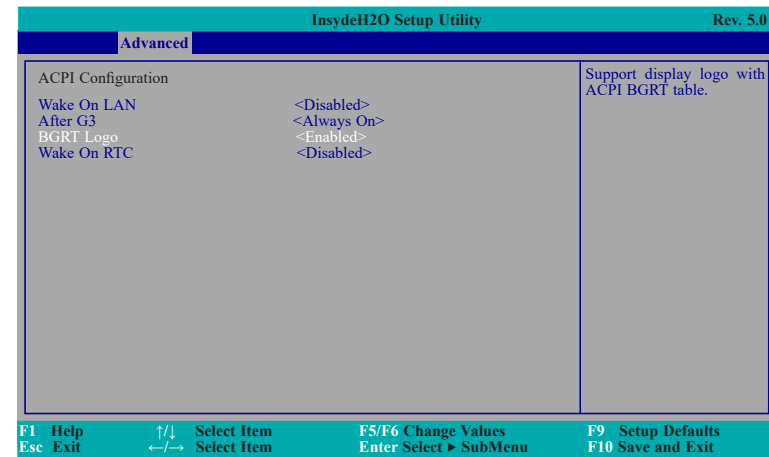 InsydeH2O Setup Utility Rev. 5.0
Advanced
ACPI Configuration
Wake On LAN <Disabled>
After G3 <Always On>
BGRT Logo <Enabled>
Wake On RTC <Disabled>
Support display logo with
ACPI BGRT table.
F1 Help ↑/↓ Select Item F5/F6 Change Values F9 Setup Defaults
Esc Exit ←/→ Select Item Enter Select ▶ SubMenu F10 Save and Exit